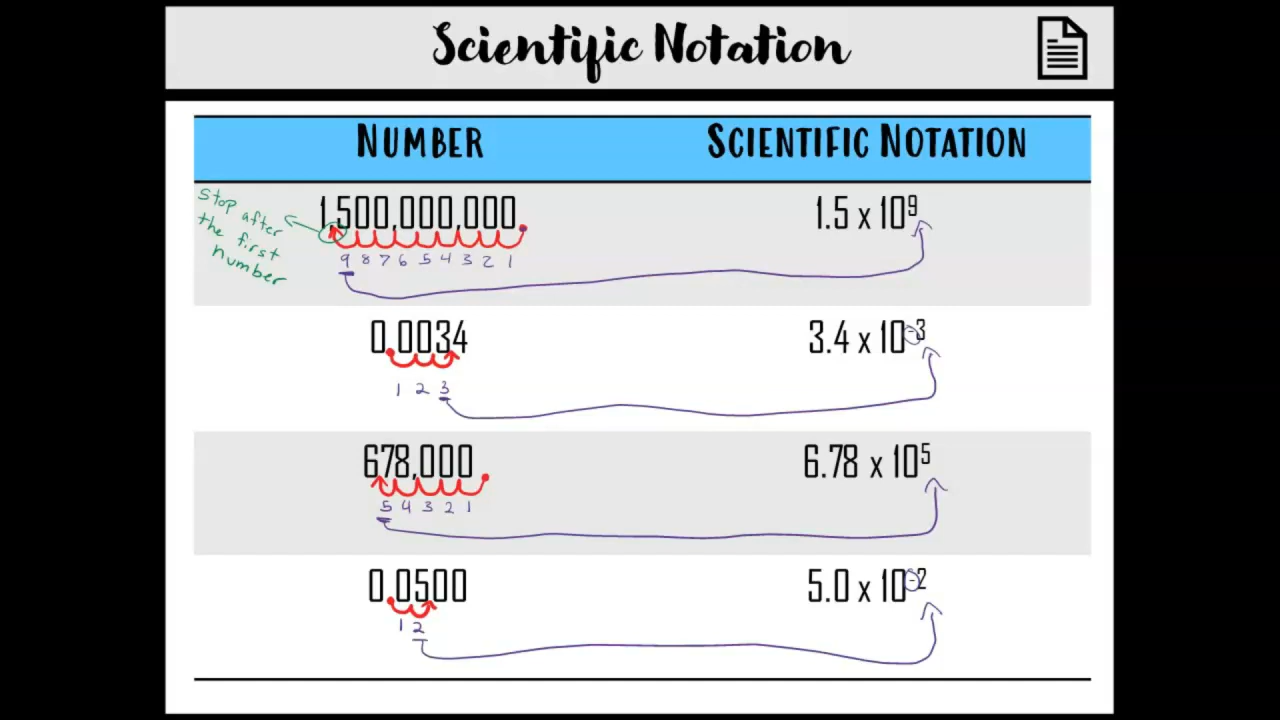 Scientific Notation
NUMBER SCIENTIFIC NOTATION
Stop after
the first
number
1,500,000,000. 1.5 x 10⁹
9 8 7 6 5 4 3 2 1
0.0034 3.4 x 10⁻³
1 2 3
678,000 6.78 x 10⁵
5 4 3 2 1
0.0500 5.0 x 10⁻²
1 2